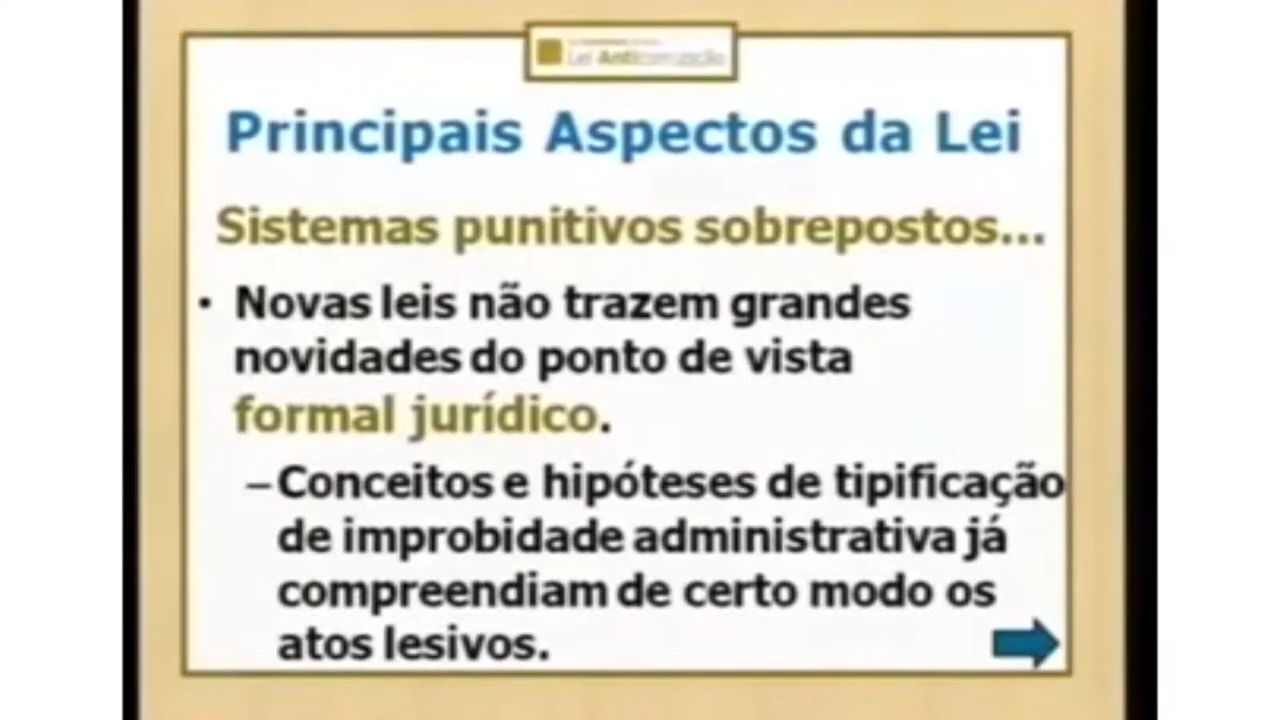 Lei Anticorrupção
Principais Aspectos da Lei
Sistemas punitivos sobrepostos...
• Novas leis não trazem grandes
novidades do ponto de vista
formal jurídico.
– Conceitos e hipóteses de tipificação
de improbidade administrativa já
compreendiam de certo modo os
atos lesivos.